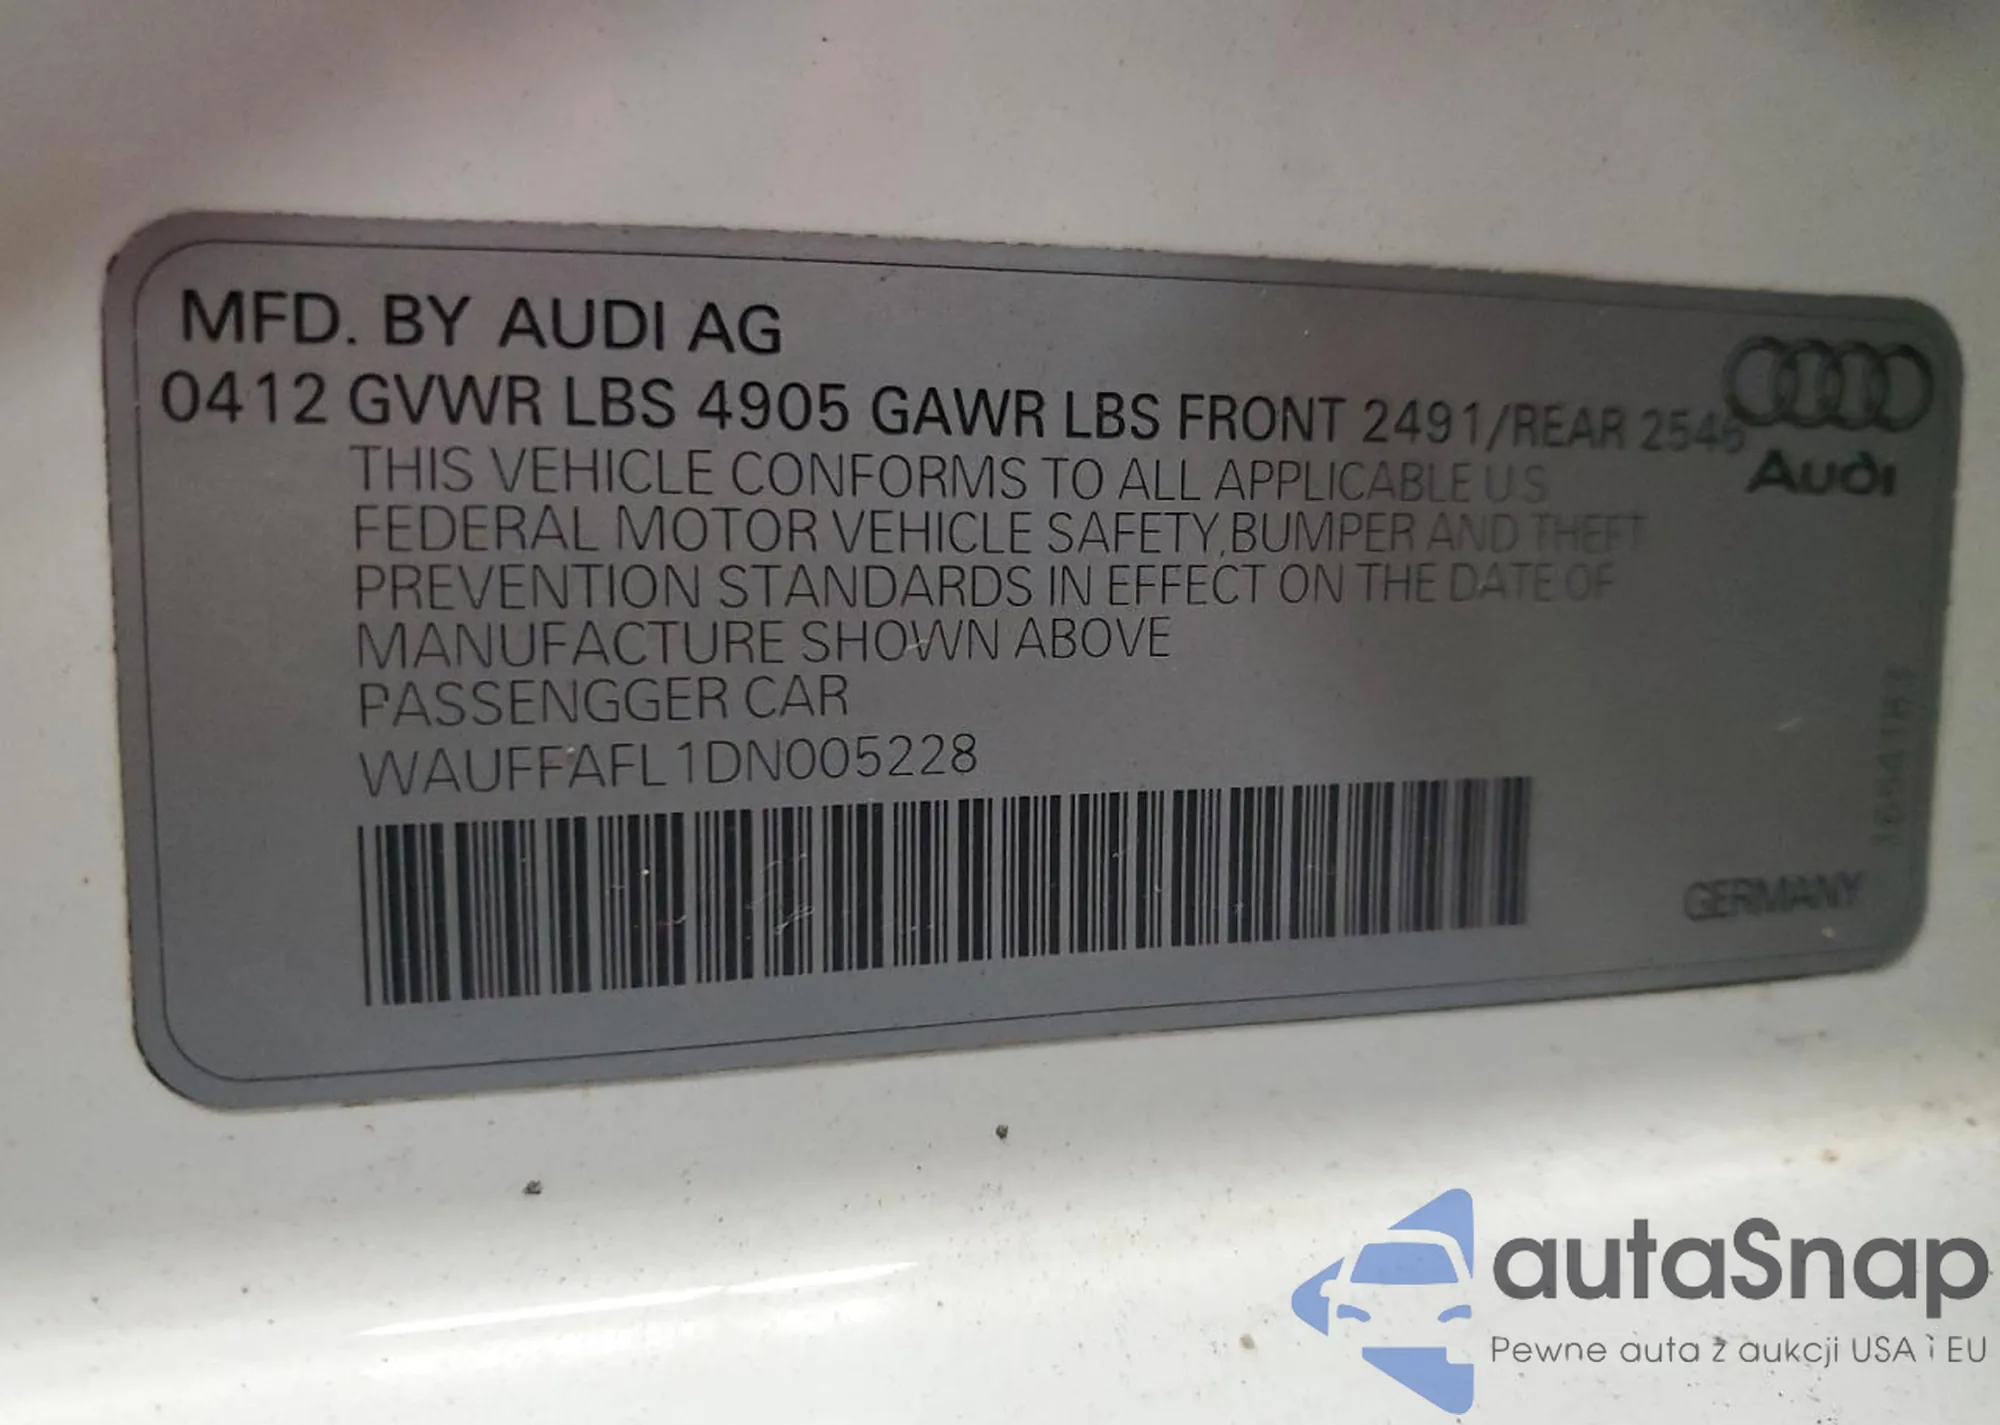 MFD. BY AUDI AG
0412 GVWR LBS 4905 GAWR LBS FRONT 2491/REAR 2546
Audi
THIS VEHICLE CONFORMS TO ALL APPLICABLE US
FEDERAL MOTOR VEHICLE SAFETY,BUMPER AND THEFT
PREVENTION STANDARDS IN EFFECT ON THE DATE OF
MANUFACTURE SHOWN ABOVE
PASSENGGER CAR
WAUFFAFL1DN005228
GERMANY
autaSnap
Pewne auta z aukcji USA i EU